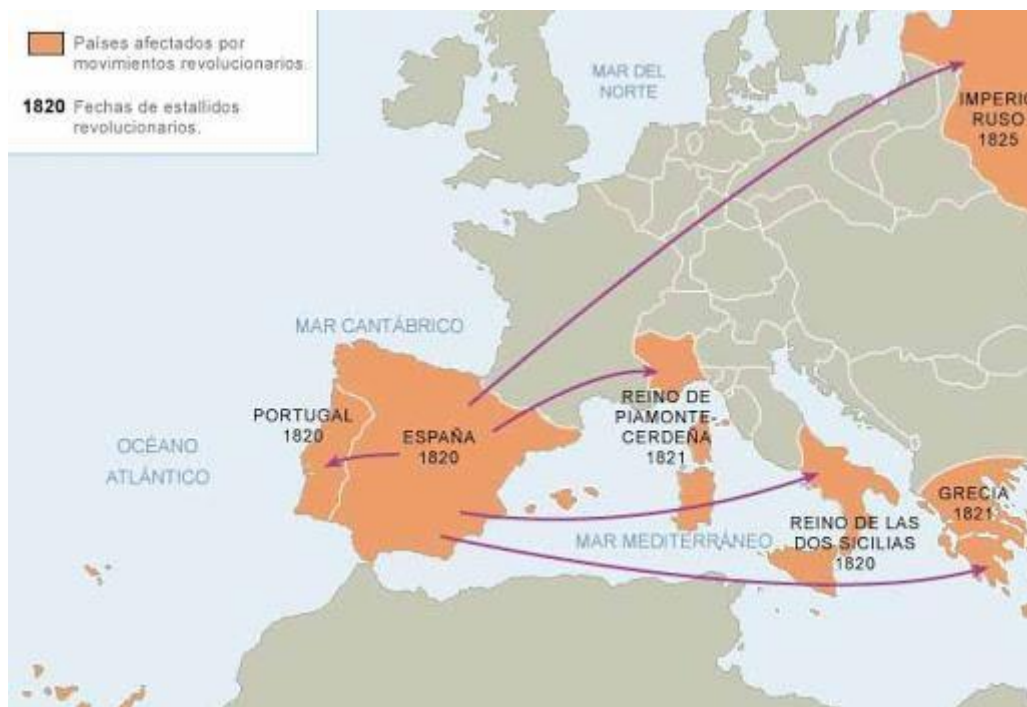 Países afectados por
movimientos revolucionarios.
1820 Fechas de estallidos
revolucionarios.
MAR DEL
NORTE
IMPERIO
RUSO
1825
MAR CANTÁBRICO
PORTUGAL
1820
ESPAÑA
1820
REINO DE
PIAMONTE-
CERDEÑA
1821
OCÉANO
ATLÁNTICO
GRECIA
1821
MAR MEDITERRÁNEO
REINO DE LAS
DOS SICILIAS
1820